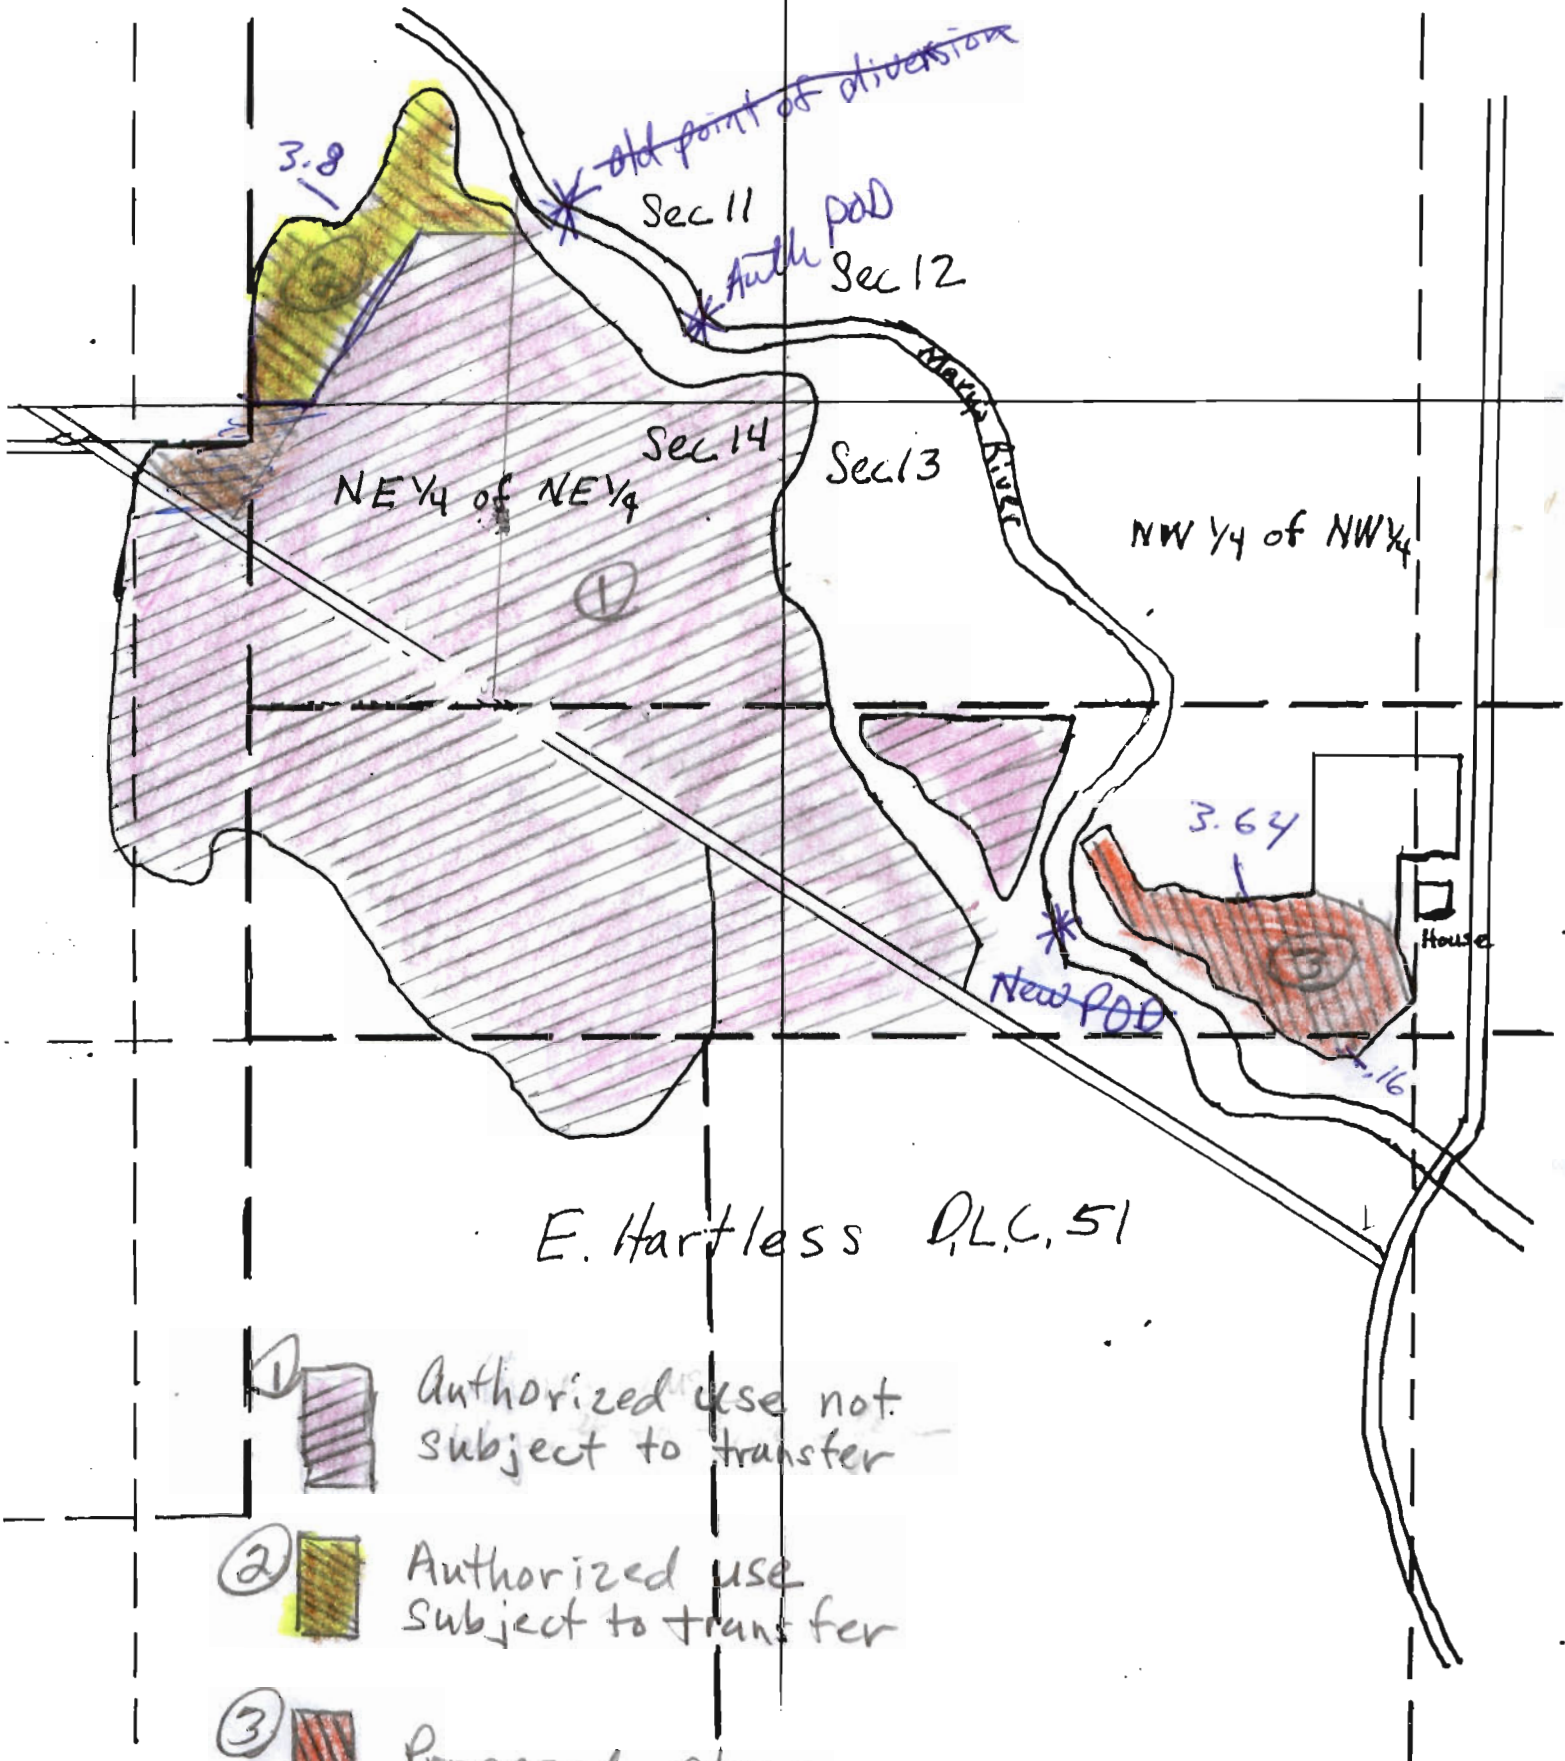 old point of diversion
3.8
Sec 11
Auth POD
Sec 12
2
Mary's River
Sec. 14
Sec 13
NE 1/4 of NE 1/4
NW 1/4 of NW 1/4
1
3.64
3
House
New POD
.16
E. Hartless D.L.C. 51
1 Authorized use not
subject to transfer
2 Authorized use
subject to transfer
3